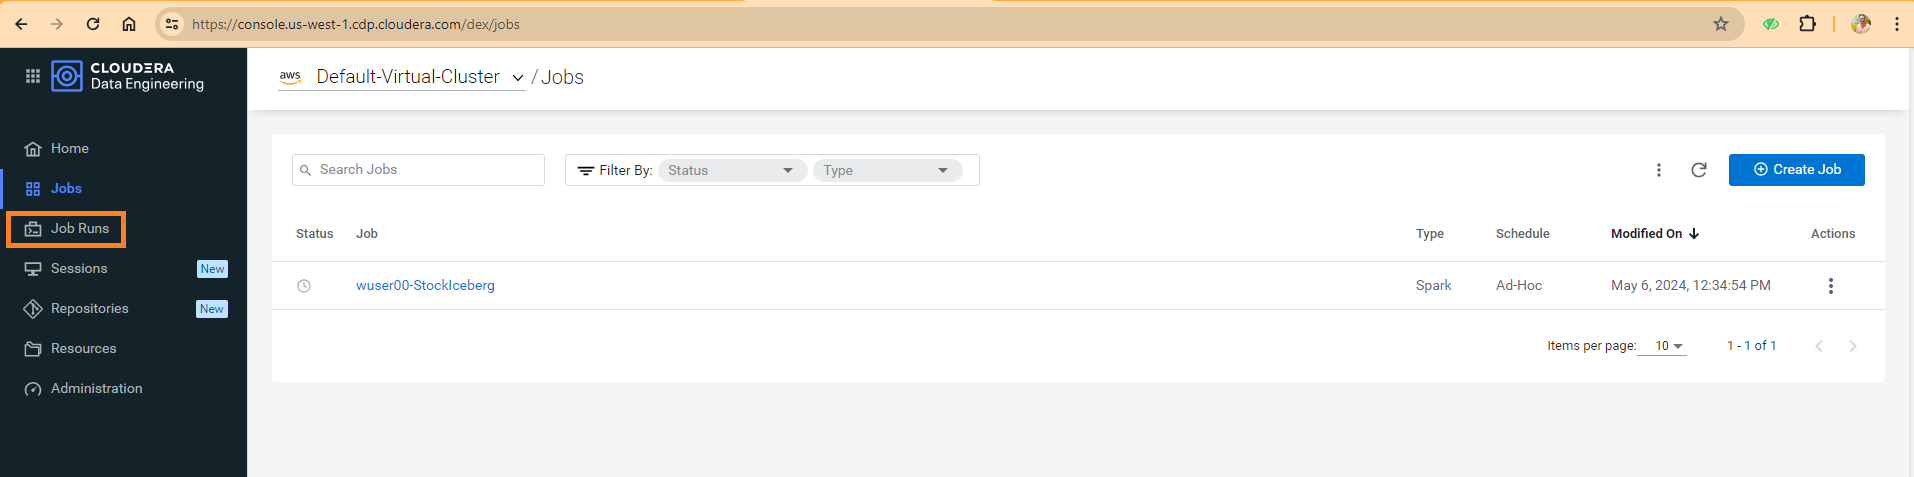 https://console.us-west-1.cdp.cloudera.com/dex/jobs
CLOUDERA
Data Engineering
aws Default-Virtual-Cluster / Jobs
Home
Jobs
Job Runs
Sessions New
Repositories New
Resources
Administration
Search Jobs Filter By: Status Type Create Job
Status Job Type Schedule Modified On Actions
wuser00-StockIceberg Spark Ad-Hoc May 6, 2024, 12:34:54 PM
Items per page: 10 1 - 1 of 1